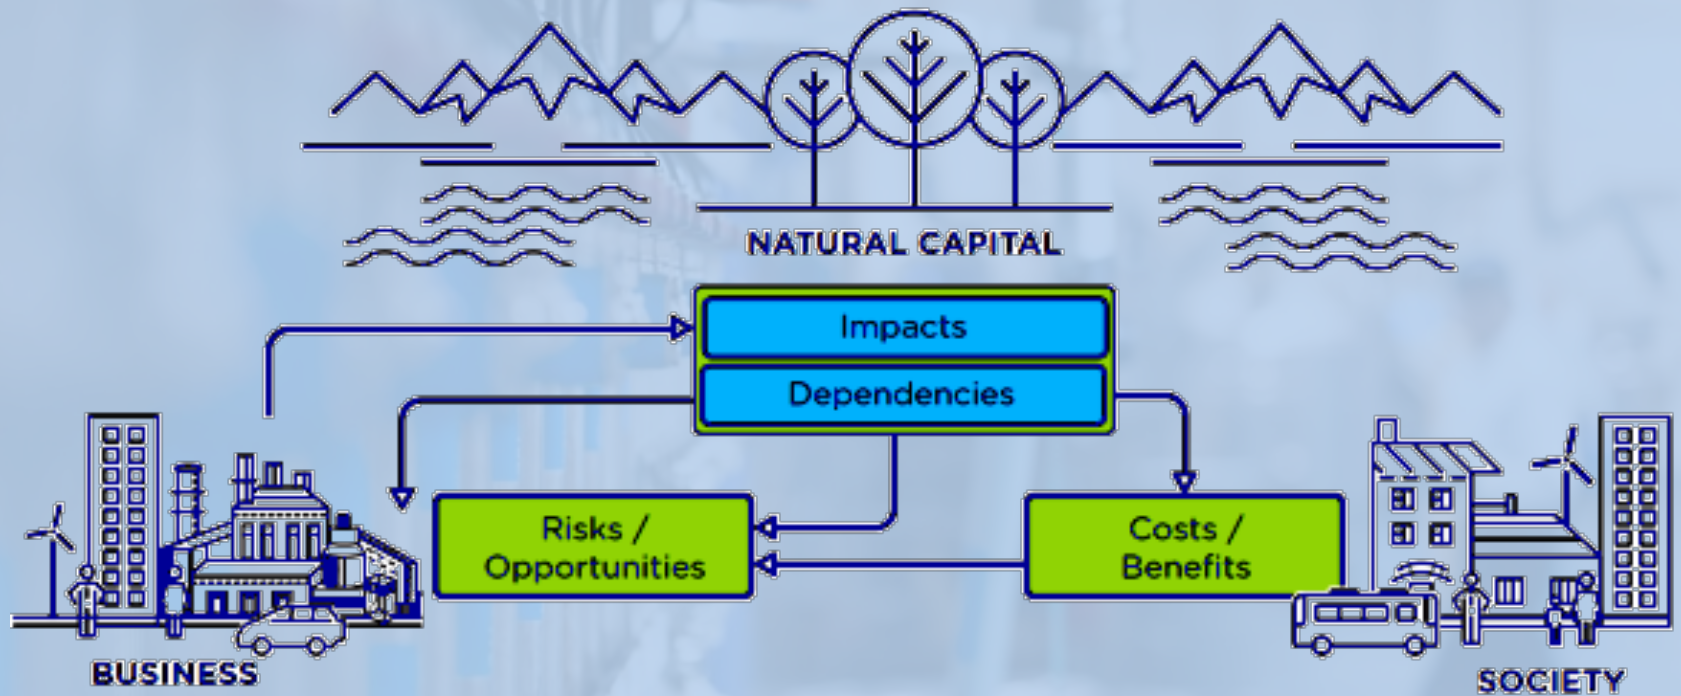 NATURAL CAPITAL
Impacts
Dependencies
Risks /
Opportunities
Costs /
Benefits
BUSINESS
SOCIETY